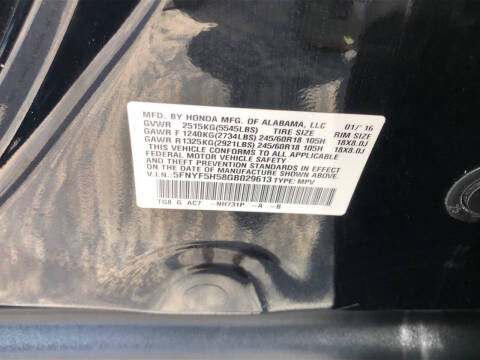 MFD. BY HONDA MFG. OF ALABAMA, LLC 01/'16
GVWR 2515KG(5545LBS) TIRE SIZE RIM SIZE
GAWR F 1240KG(2734LBS) 245/60R18 105H 18X8.0J
GAWR R1325KG(2921LBS) 245/60R18 105H 18X8.0J
THIS VEHICLE CONFORMS TO ALL APPLICABLE
FEDERAL MOTOR VEHICLE SAFETY
AND THEFT PREVENTION STANDARDS IN EFFECT ON
THE DATE OF MANUFACTURE SHOWN ABOVE.
V.I.N.: 5FNYF5H58GB029613 TYPE: MPV
TG8 G AC7 -NH731P -A -B